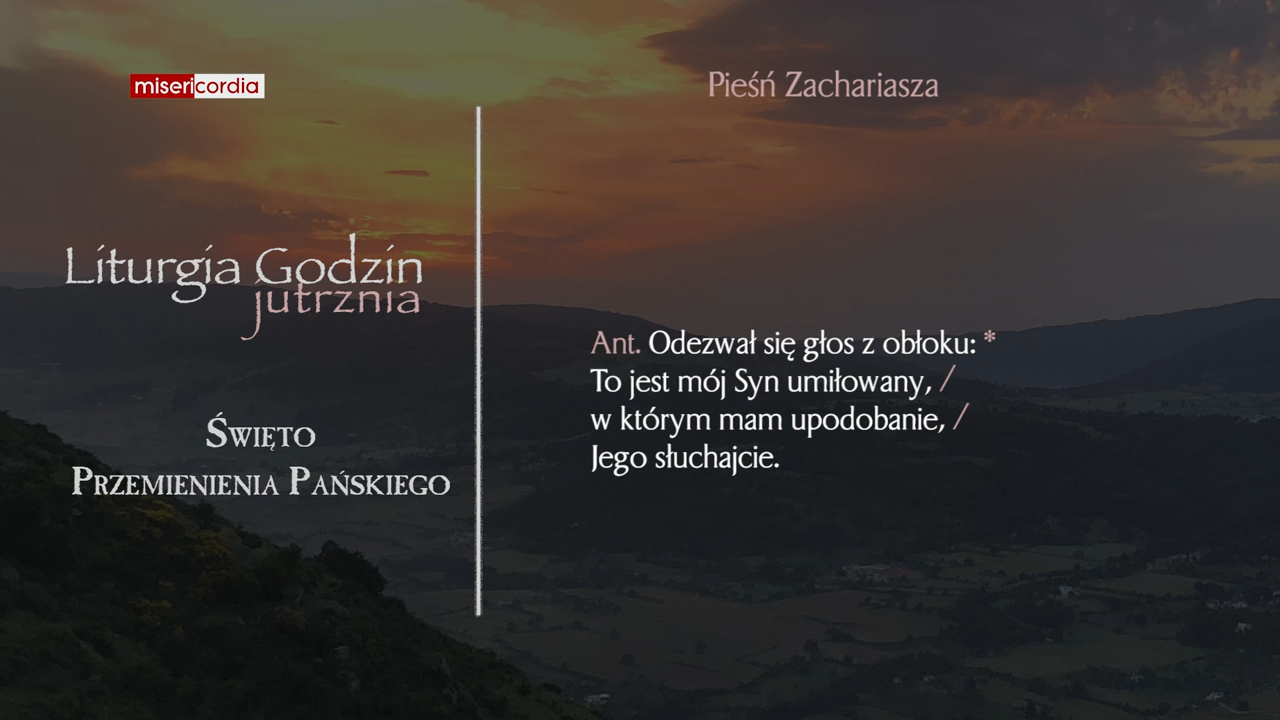 misericordia
Liturgia Godzin
jutrznia
Święto
Przemienienia Pańskiego
Pieśń Zachariasza
Ant. Odezwał się głos z obłoku: *
To jest mój Syn umiłowany, /
w którym mam upodobanie, /
Jego słuchajcie.